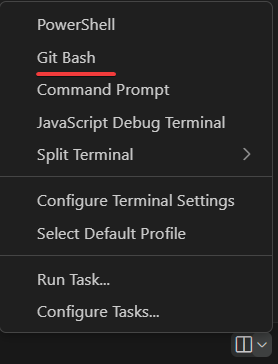 PowerShell
Git Bash
Command Prompt
JavaScript Debug Terminal
Split Terminal
Configure Terminal Settings
Select Default Profile
Run Task...
Configure Tasks...